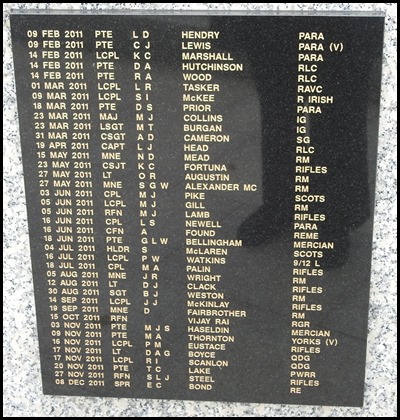 09 FEB 2011 PTE L D HENDRY PARA
09 FEB 2011 PTE C J LEWIS PARA (V)
14 FEB 2011 LCPL K C MARSHALL PARA
14 FEB 2011 PTE D A HUTCHINSON RLC
14 FEB 2011 PTE R A WOOD RLC
01 MAR 2011 LCPL L R TASKER RAVC
09 MAR 2011 LCPL S I McKEE R IRISH
18 MAR 2011 PTE D S PRIOR PARA
23 MAR 2011 MAJ M J COLLINS IG
23 MAR 2011 LSGT M T BURGAN IG
31 MAR 2011 CSGT A D CAMERON SG
19 APR 2011 CAPT L J HEAD RLC
15 MAY 2011 MNE N D MEAD RM
23 MAY 2011 CSJT K C FORTUNA RIFLES
27 MAY 2011 LT O R AUGUSTIN RM
27 MAY 2011 MNE S G W ALEXANDER MC RM
03 JUN 2011 CPL M J PIKE SCOTS
05 JUN 2011 LCPL M J GILL RM
05 JUN 2011 RFN M J LAMB RIFLES
16 JUN 2011 CPL L S NEWELL PARA
16 JUN 2011 CFN A FOUND REME
18 JUN 2011 PTE G L W BELLINGHAM MERCIAN
04 JUL 2011 HLDR S McLAREN SCOTS
16 JUL 2011 LCPL P W WATKINS 9/12 L
18 JUL 2011 CPL M A PALIN RIFLES
05 AUG 2011 MNE J R WRIGHT RM
12 AUG 2011 LT D J CLACK RIFLES
30 AUG 2011 SGT B J WESTON RM
14 SEP 2011 LCPL J J McKINLAY RIFLES
19 SEP 2011 MNE D FAIRBROTHER RM
15 OCT 2011 RFN VIJAY RAI RGR
03 NOV 2011 PTE M J S HASELDIN MERCIAN
09 NOV 2011 PTE M A THORNTON YORKS (V)
16 NOV 2011 LCPL P M EUSTACE RIFLES
17 NOV 2011 LT D A G BOYCE QDG
17 NOV 2011 LCPL R I SCANLON QDG
20 NOV 2011 PTE T C LAKE PWRR
27 NOV 2011 RFN S L J STEEL RIFLES
08 DEC 2011 SPR E C BOND RE